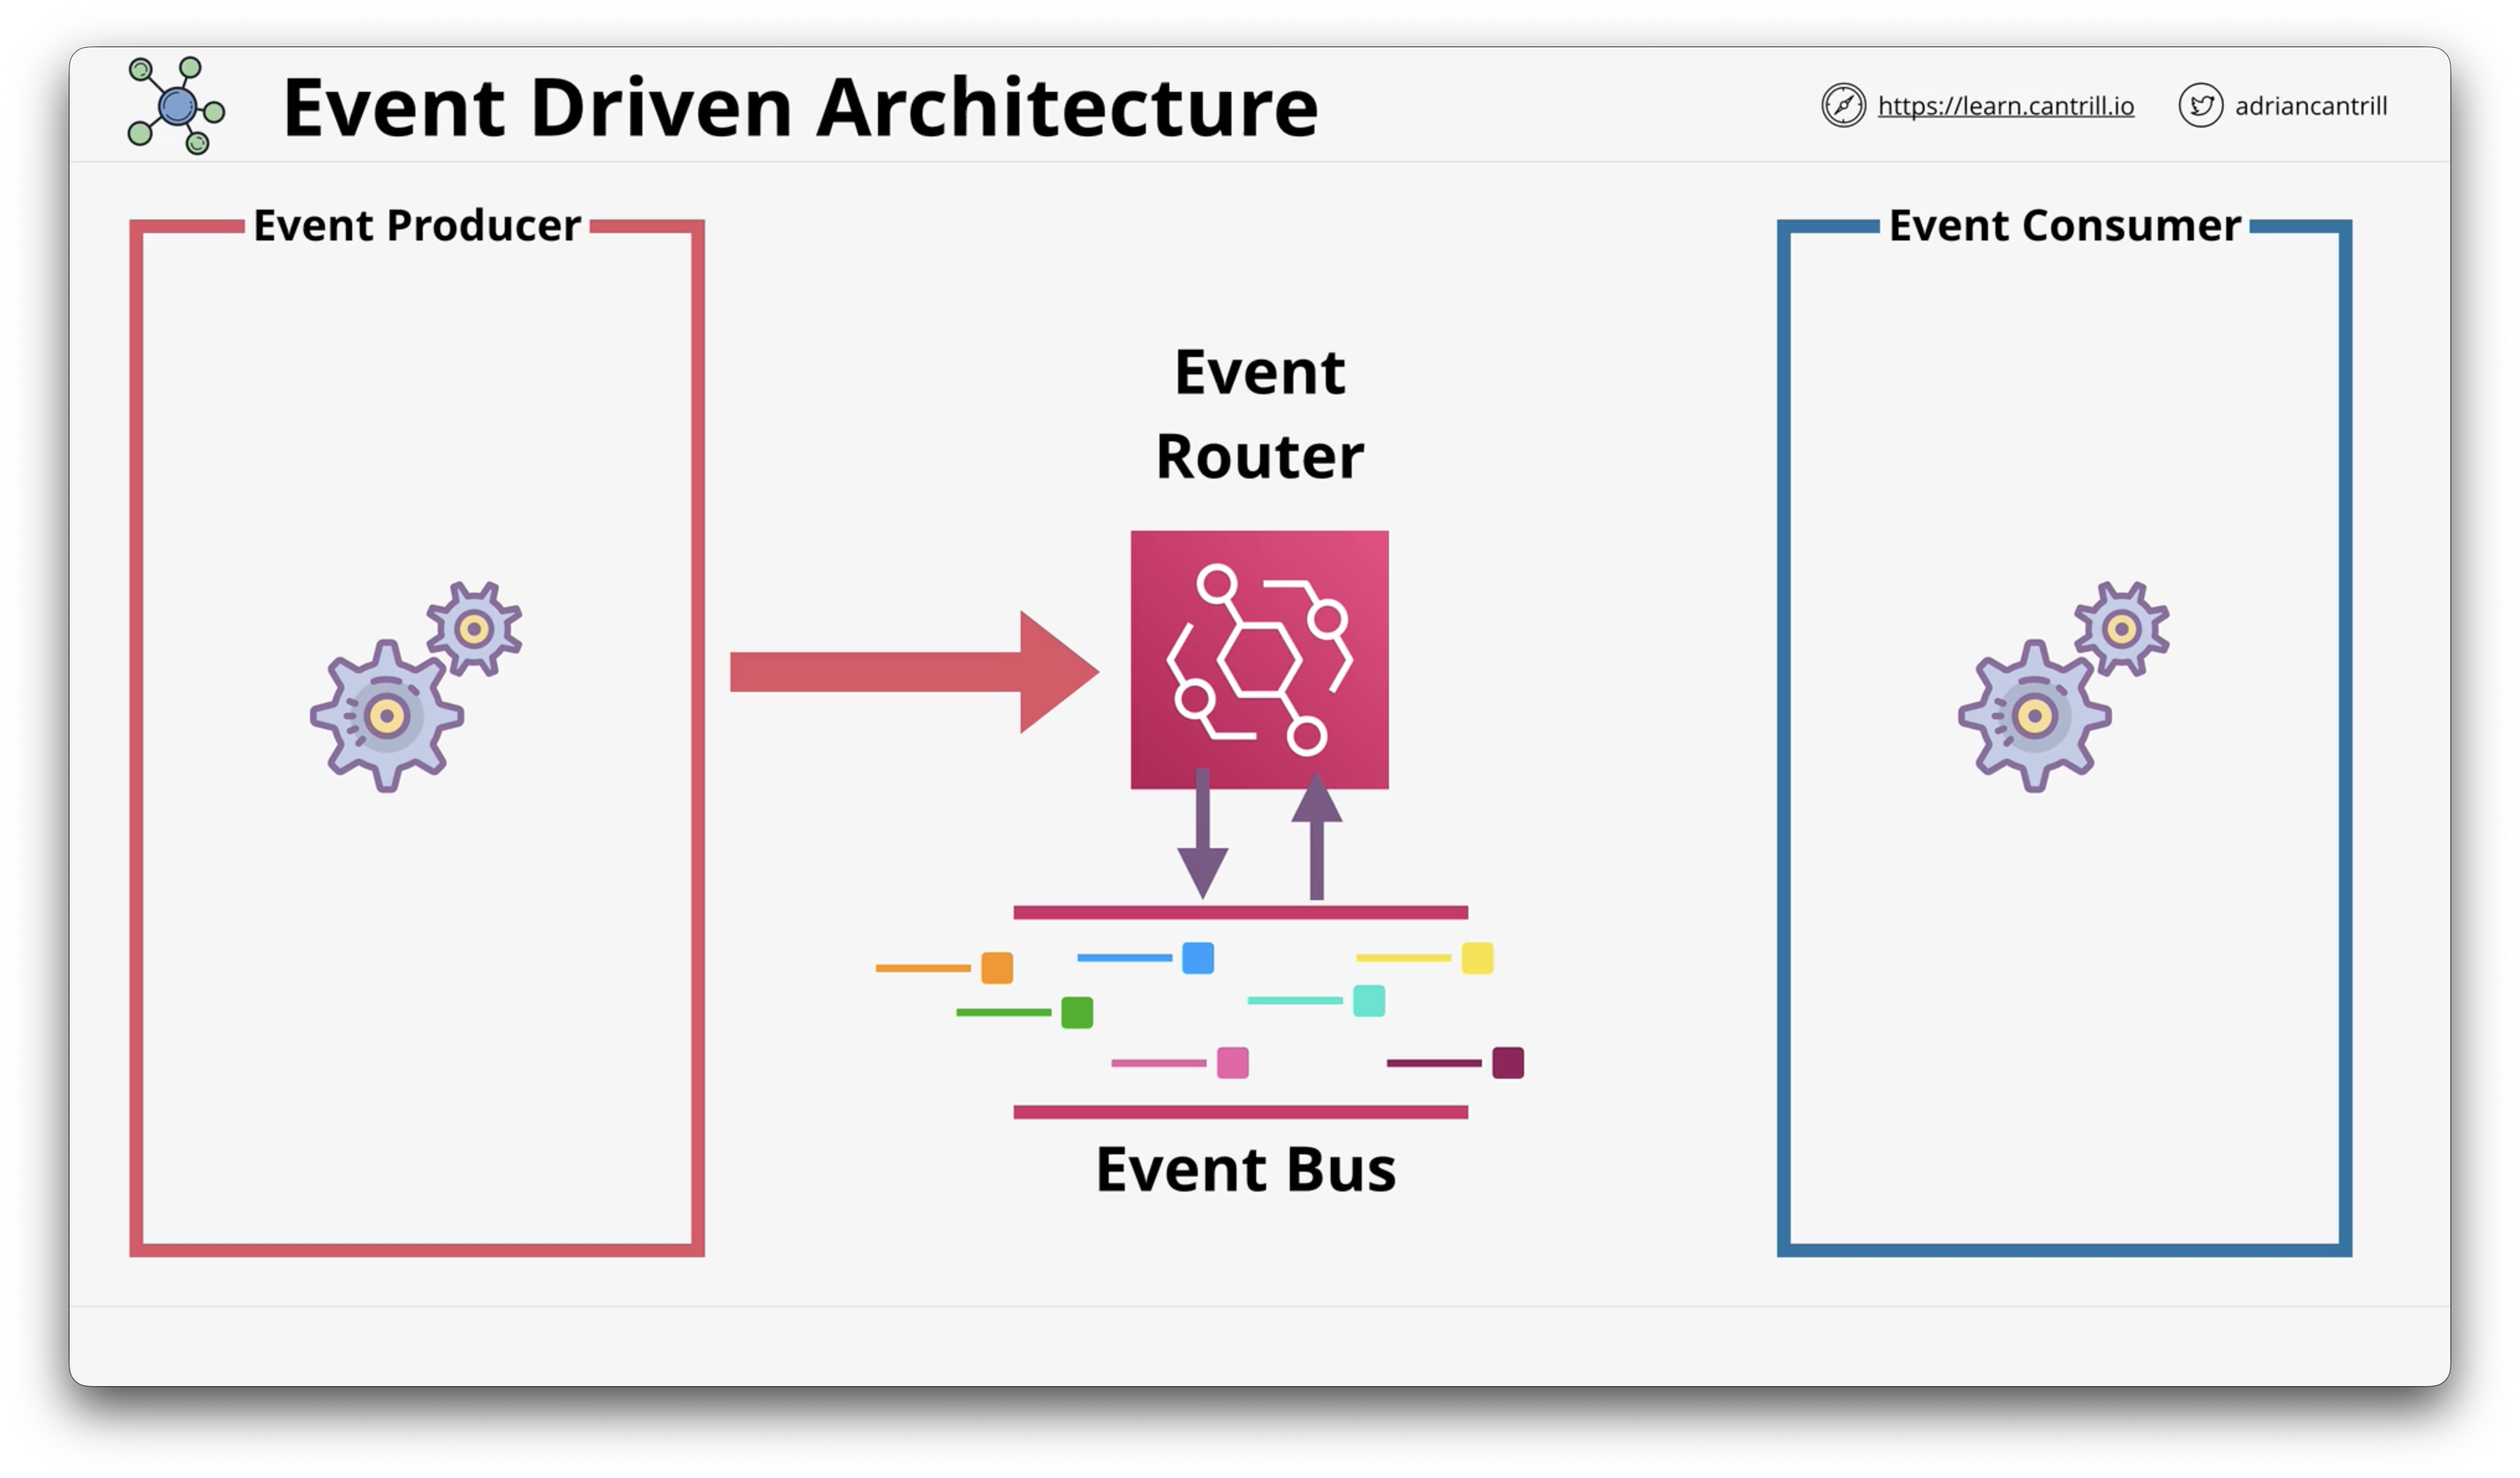 Event Driven Architecture
https://learn.cantrill.io
adriancantrill
Event Producer
Event Consumer
Event
Router
Event Bus